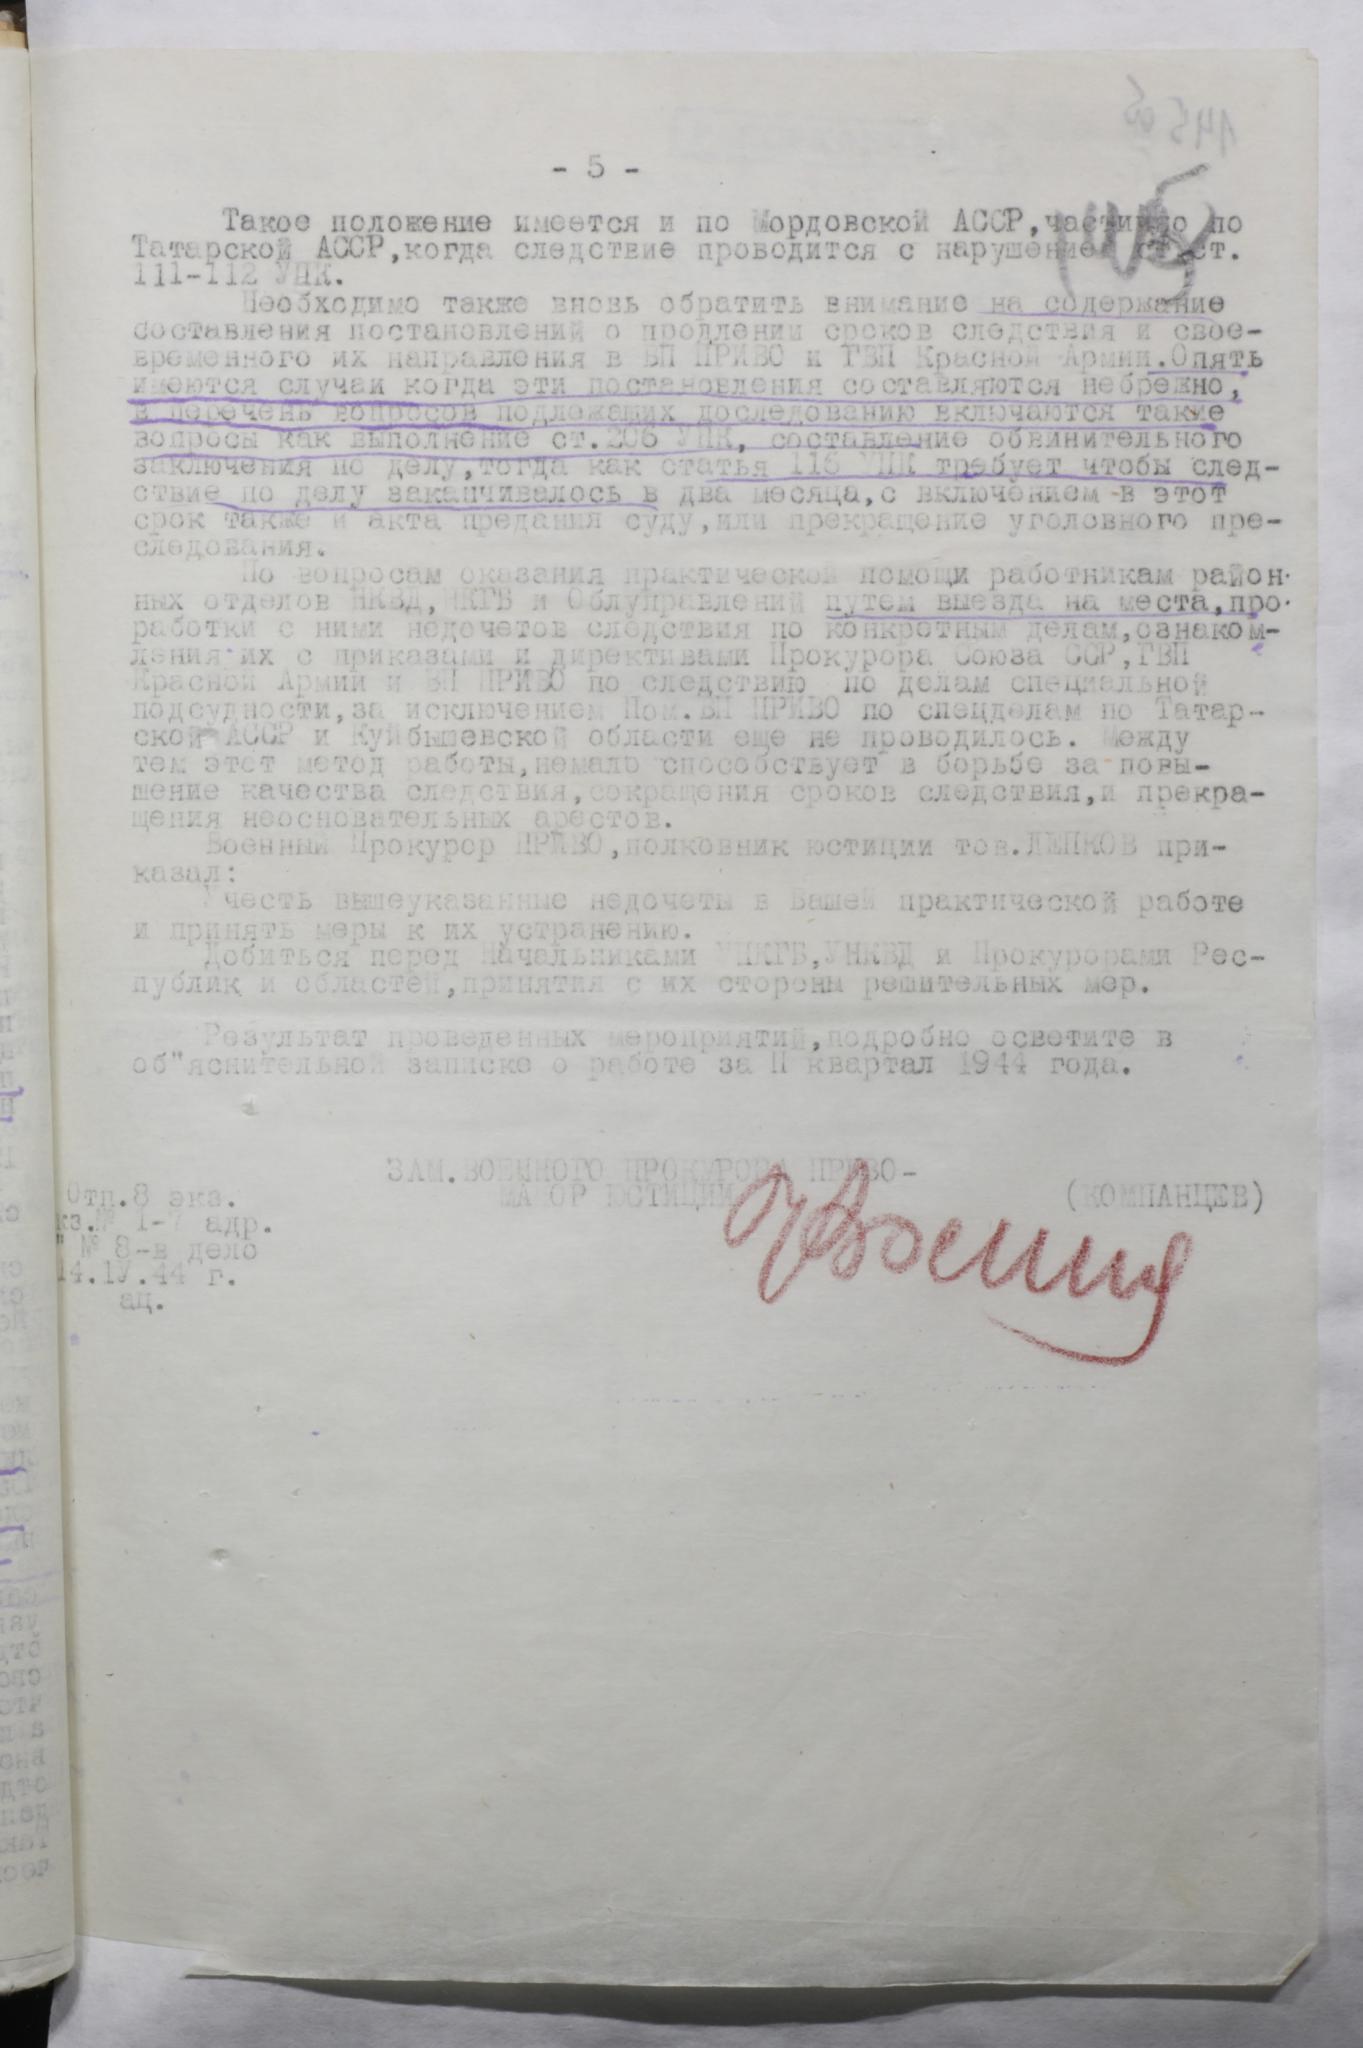 - 5 -
145
Такое положение имеется и по Мордовской АССР, частично по
Татарской АССР, когда следствие проводится с нарушением ст.ст.
111-112 УПК.
Необходимо также вновь обратить внимание на содержание
составления постановлений о продлении сроков следствия и свое-
временного их направления в ВП ПРИВО и ГВП Красной Армии. Опять
имеются случаи когда эти постановления составляются небрежно,
в перечень вопросов подлежащих доследованию включаются такие
вопросы как выполнение ст.206 УПК, составление обвинительного
заключения по делу, тогда как статья 116 УПК требует чтобы след-
ствие по делу заканчивалось в два месяца, с включением в этот
срок также и акта предания суду, или прекращение уголовного пре-
следования.
По вопросам оказания практической помощи работникам район-
ных отделов НКВД, НКГБ и Облуправлений путем выезда на места, про-
работки с ними недочетов следствия по конкретным делам, ознаком-
ления их с приказами и директивами Прокурора Союза ССР, ГВП
Красной Армии и ВП ПРИВО по следствию по делам специальной
подсудности, за исключением Пом.ВП ПРИВО по спецделам по Татар-
ской АССР и Куйбышевской области еще не проводилось. Между
тем этот метод работы, немало способствует в борьбе за повы-
шение качества следствия, сокращения сроков следствия, и прекра-
щения неосновательных арестов.
Военный Прокурор ПРИВО, полковник юстиции тов. ЛЕПКОВ при-
казал:
Учесть вышеуказанные недочеты в Вашей практической работе
и принять меры к их устранению.
Добиться перед Начальниками УНКГБ, УНКВД и Прокурорами Рес-
публик и областей, принятия с их стороны решительных мер.
Результат проведенных мероприятий, подробно осветите в
об"яснительной записке о работе за II квартал 1944 года.
ЗАМ. ВОЕННОГО ПРОКУРОРА ПРИВО-
МАЙОР ЮСТИЦИИ
(КОМПАНЦЕВ)
Отп.8 экз.
кз.№ 1-7 адр.
" № 8-в дело
14.IV.44 г.
ац.